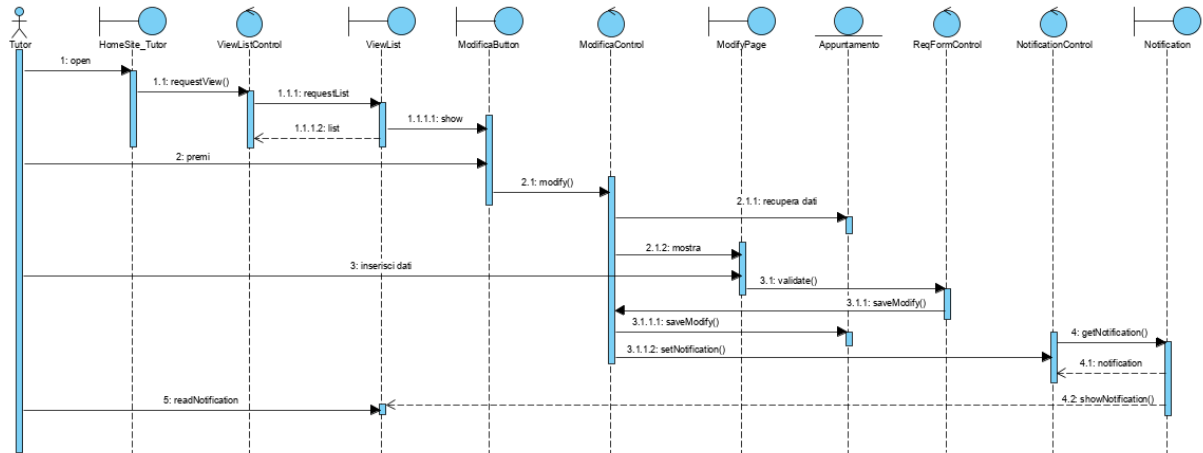 Tutor
HomeSite_Tutor
ViewListControl
ViewList
ModificaButton
ModificaControl
ModifyPage
Appuntamento
ReqFormControl
NotificationControl
Notification
1: open
1.1: requestView()
1.1.1: requestList
1.1.1.1: show
1.1.1.2: list
2: premi
2.1: modify()
2.1.1: recupera dati
2.1.2: mostra
3: inserisci dati
3.1: validate()
3.1.1: saveModify()
3.1.1.1: saveModify()
4: getNotification()
3.1.1.2: setNotification()
4.1: notification
5: readNotification
4.2: showNotification()